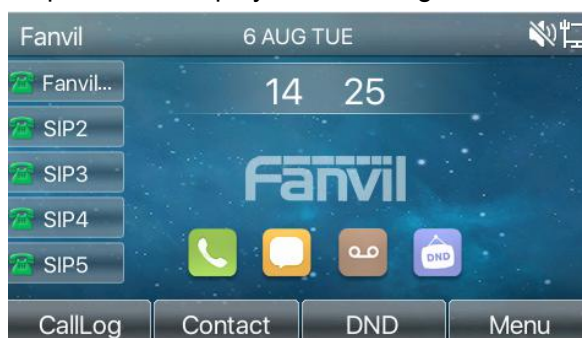 Fanvil 6 AUG TUE
Fanvil...
14 25
SIP2
SIP3
Fanvil
SIP4
SIP5
DND
CallLog Contact DND Menu